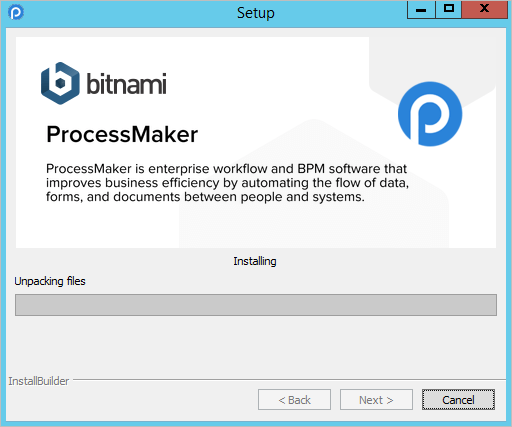 Setup
bitnami
ProcessMaker
ProcessMaker is enterprise workflow and BPM software that
improves business efficiency by automating the flow of data,
forms, and documents between people and systems.
Installing
Unpacking files
InstallBuilder
< Back Next > Cancel